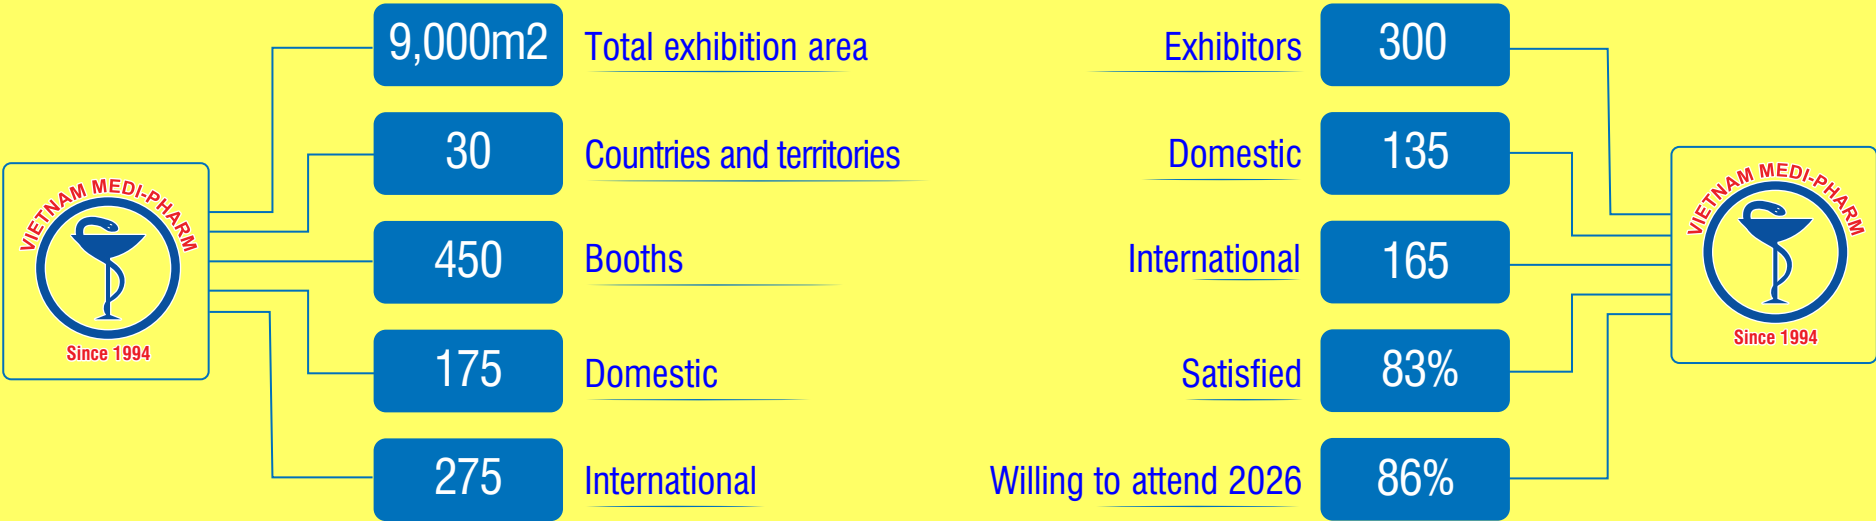 VIETNAM MEDI-PHARM
Since 1994
9,000m2 Total exhibition area
30 Countries and territories
450 Booths
175 Domestic
275 International
Exhibitors 300
Domestic 135
International 165
Satisfied 83%
Willing to attend 2026 86%
VIETNAM MEDI-PHARM
Since 1994